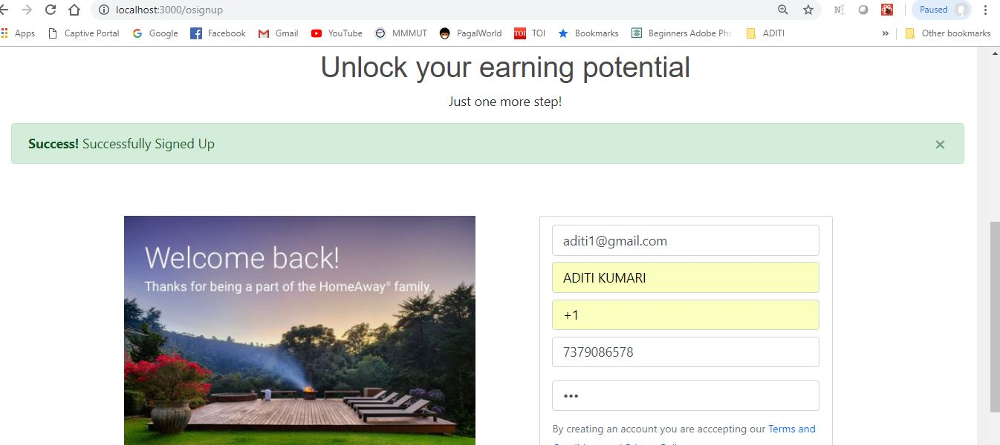 localhost:3000/osignup
Paused
Apps Captive Portal Google Facebook Gmail YouTube MMMUT PagalWorld TOI TOI Bookmarks Beginners Adobe ADITI » Other bookmarks
Unlock your earning potential
Just one more step!
Success! Successfully Signed Up ×
Welcome back!
Thanks for being a part of the HomeAway® family.
aditi1@gmail.com
ADITI KUMARI
+1
7379086578
•••
By creating an account you are acccepting our Terms and